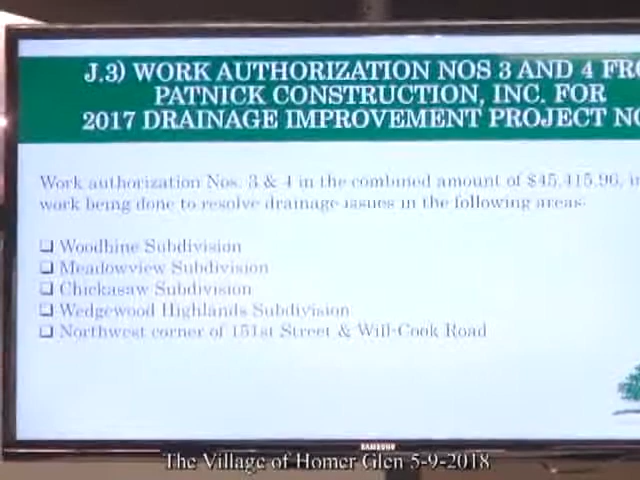 J.3) WORK AUTHORIZATION NOS 3 AND 4 FRO
PATNICK CONSTRUCTION, INC. FOR
2017 DRAINAGE IMPROVEMENT PROJECT NO
Work authorization Nos. 3 & 4 in the combined amount of $45,415.96, in
work being done to resolve drainage issues in the following areas:
❑ Woodbine Subdivision
❑ Meadowview Subdivision
❑ Chickasaw Subdivision
❑ Wedgewood Highlands Subdivision
❑ Northwest corner of 151st Street & Will-Cook Road
SAMSUNG
The Village of Homer Glen 5-9-2018